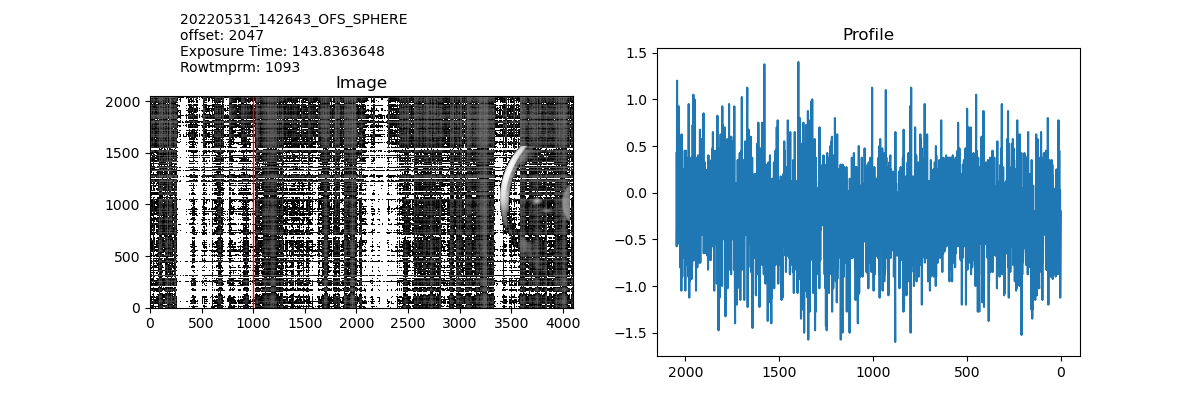 20220531_142643_OFS_SPHERE
offset: 2047
Exposure Time: 143.8363648
Rowtmprm: 1093
Image
2000
1500
1000
500
0
0 500 1000 1500 2000 2500 3000 3500 4000
Profile
1.5
1.0
0.5
0.0
−0.5
−1.0
−1.5
2000 1500 1000 500 0